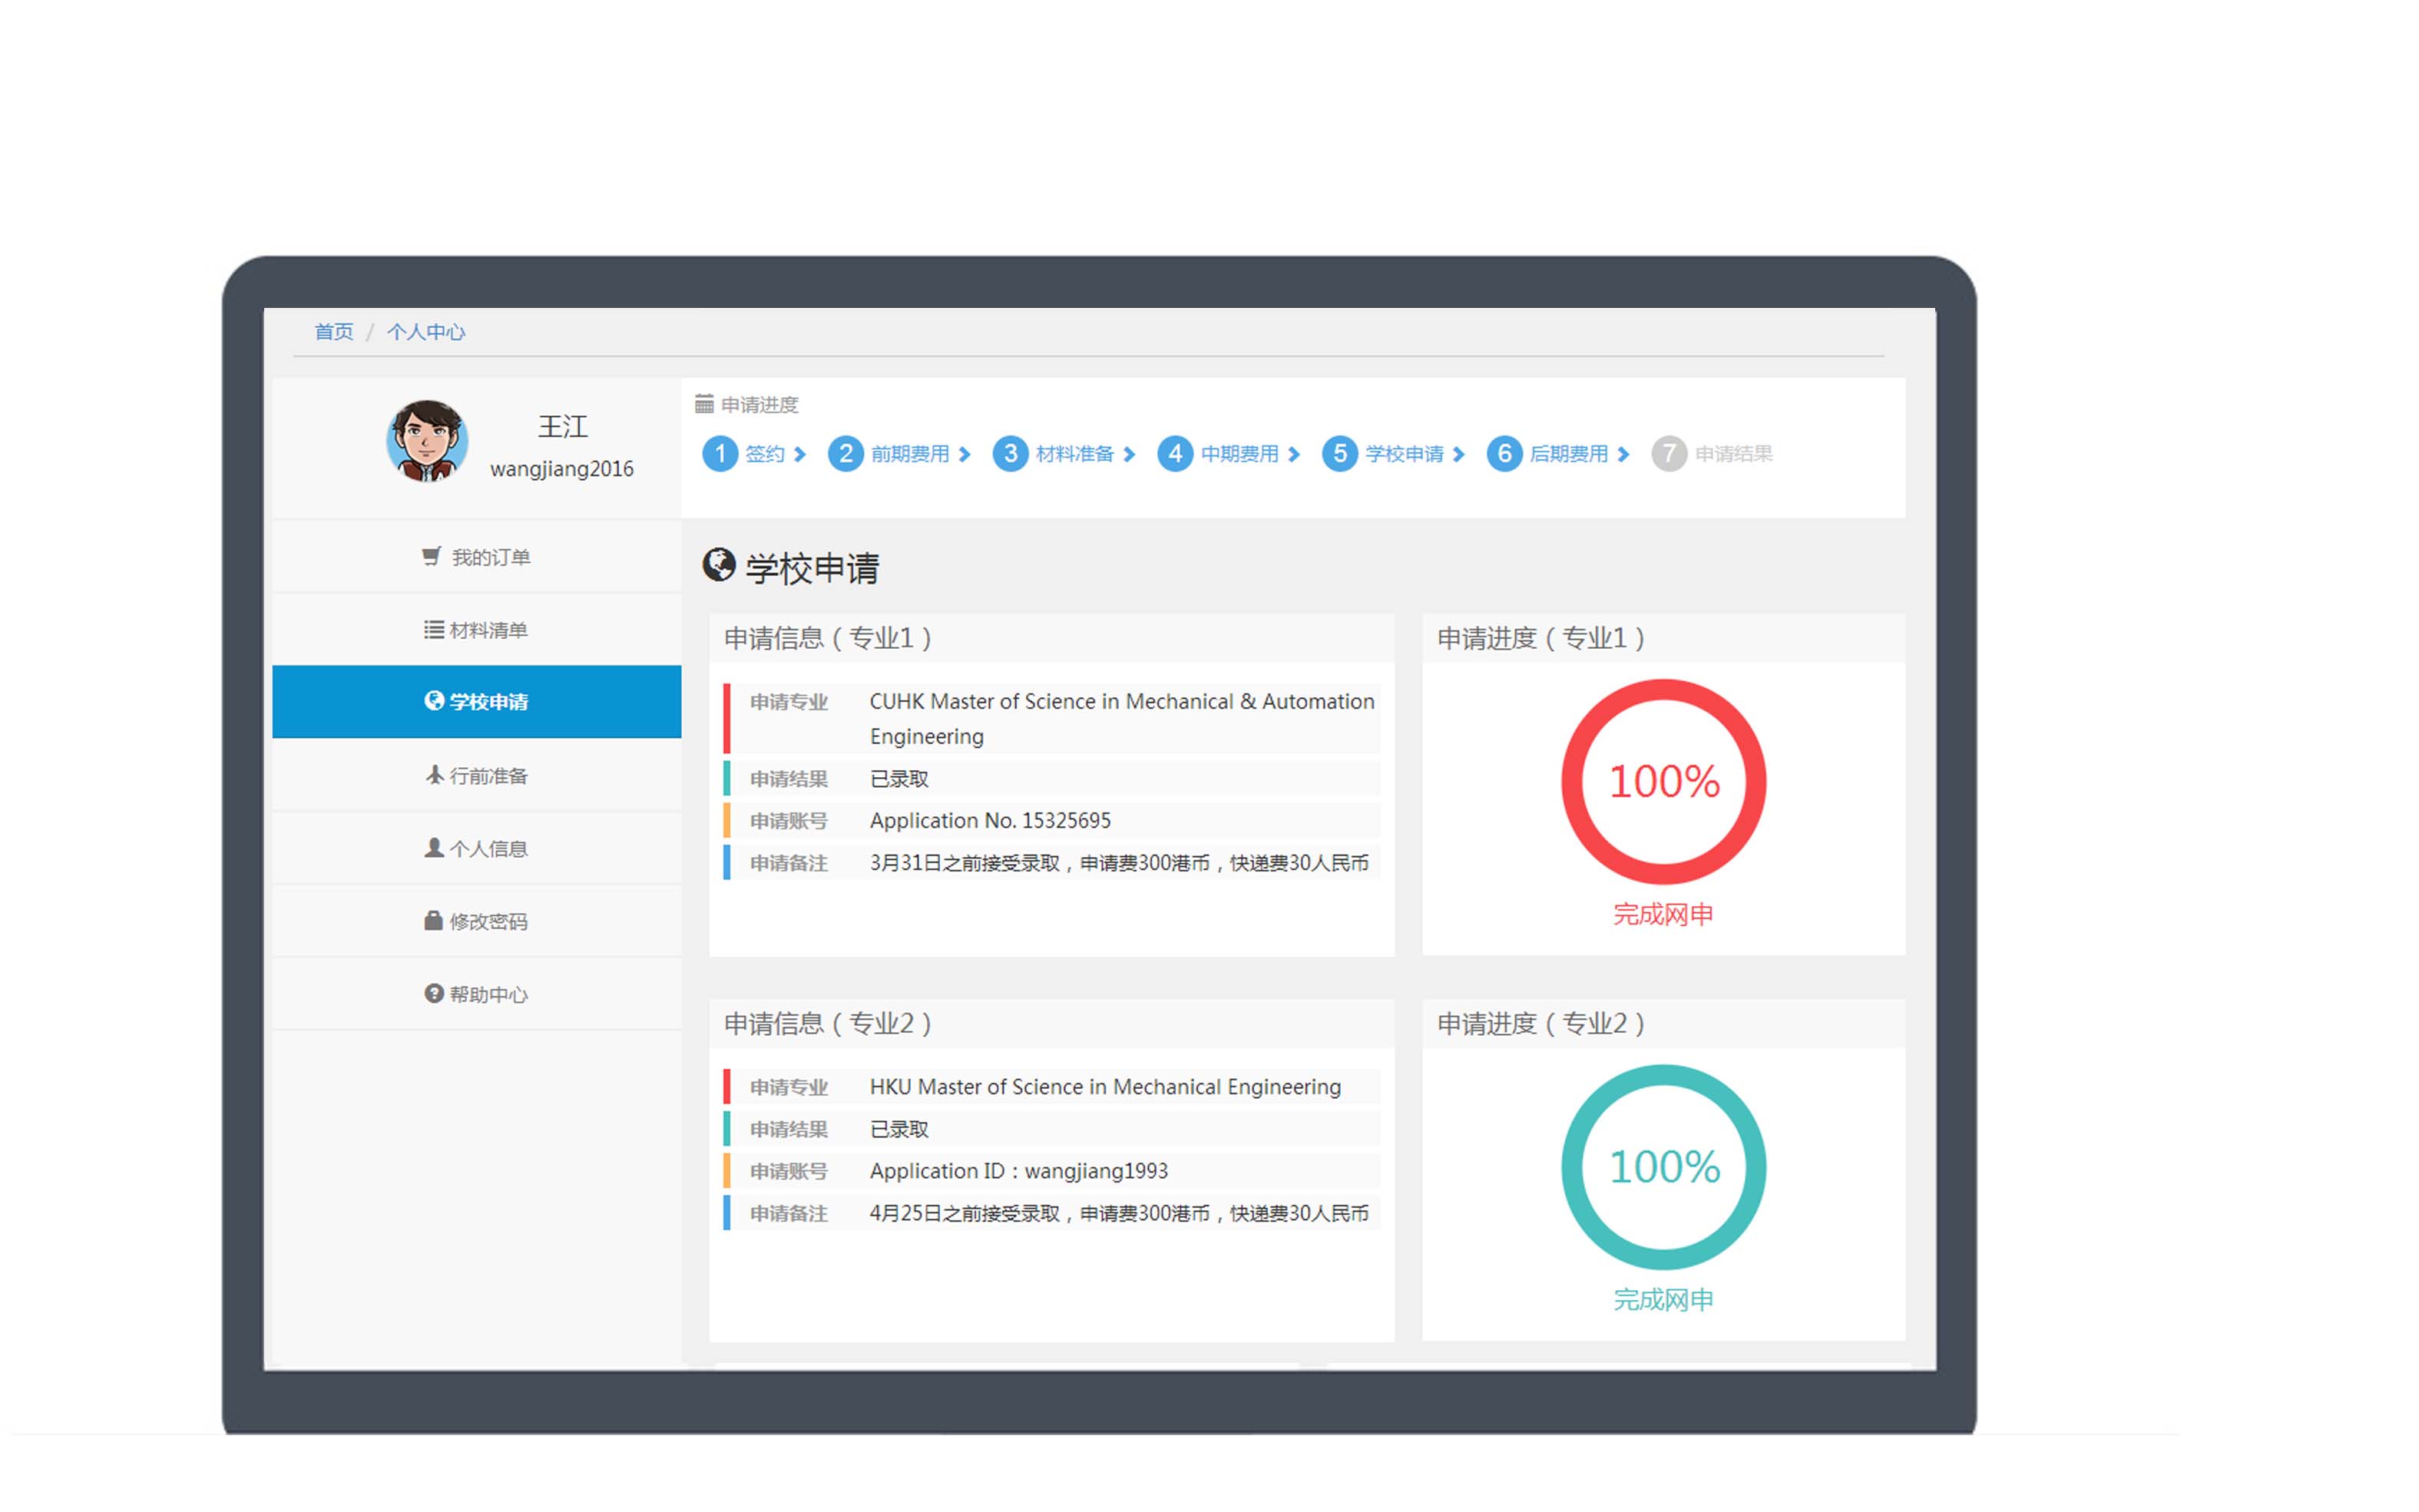 首页 / 个人中心
王江
wangjiang2016
申请进度
1 签约 2 前期费用 3 材料准备 4 中期费用 5 学校申请 6 后期费用 7 申请结果
我的订单
材料清单
学校申请
行前准备
个人信息
修改密码
帮助中心
学校申请
申请信息（专业1）
申请专业 CUHK Master of Science in Mechanical & Automation
Engineering
申请结果 已录取
申请账号 Application No. 15325695
申请备注 3月31日之前接受录取，申请费300港币，快递费30人民币
申请进度（专业1）
100%
完成网申
申请信息（专业2）
申请专业 HKU Master of Science in Mechanical Engineering
申请结果 已录取
申请账号 Application ID：wangjiang1993
申请备注 4月25日之前接受录取，申请费300港币，快递费30人民币
申请进度（专业2）
100%
完成网申